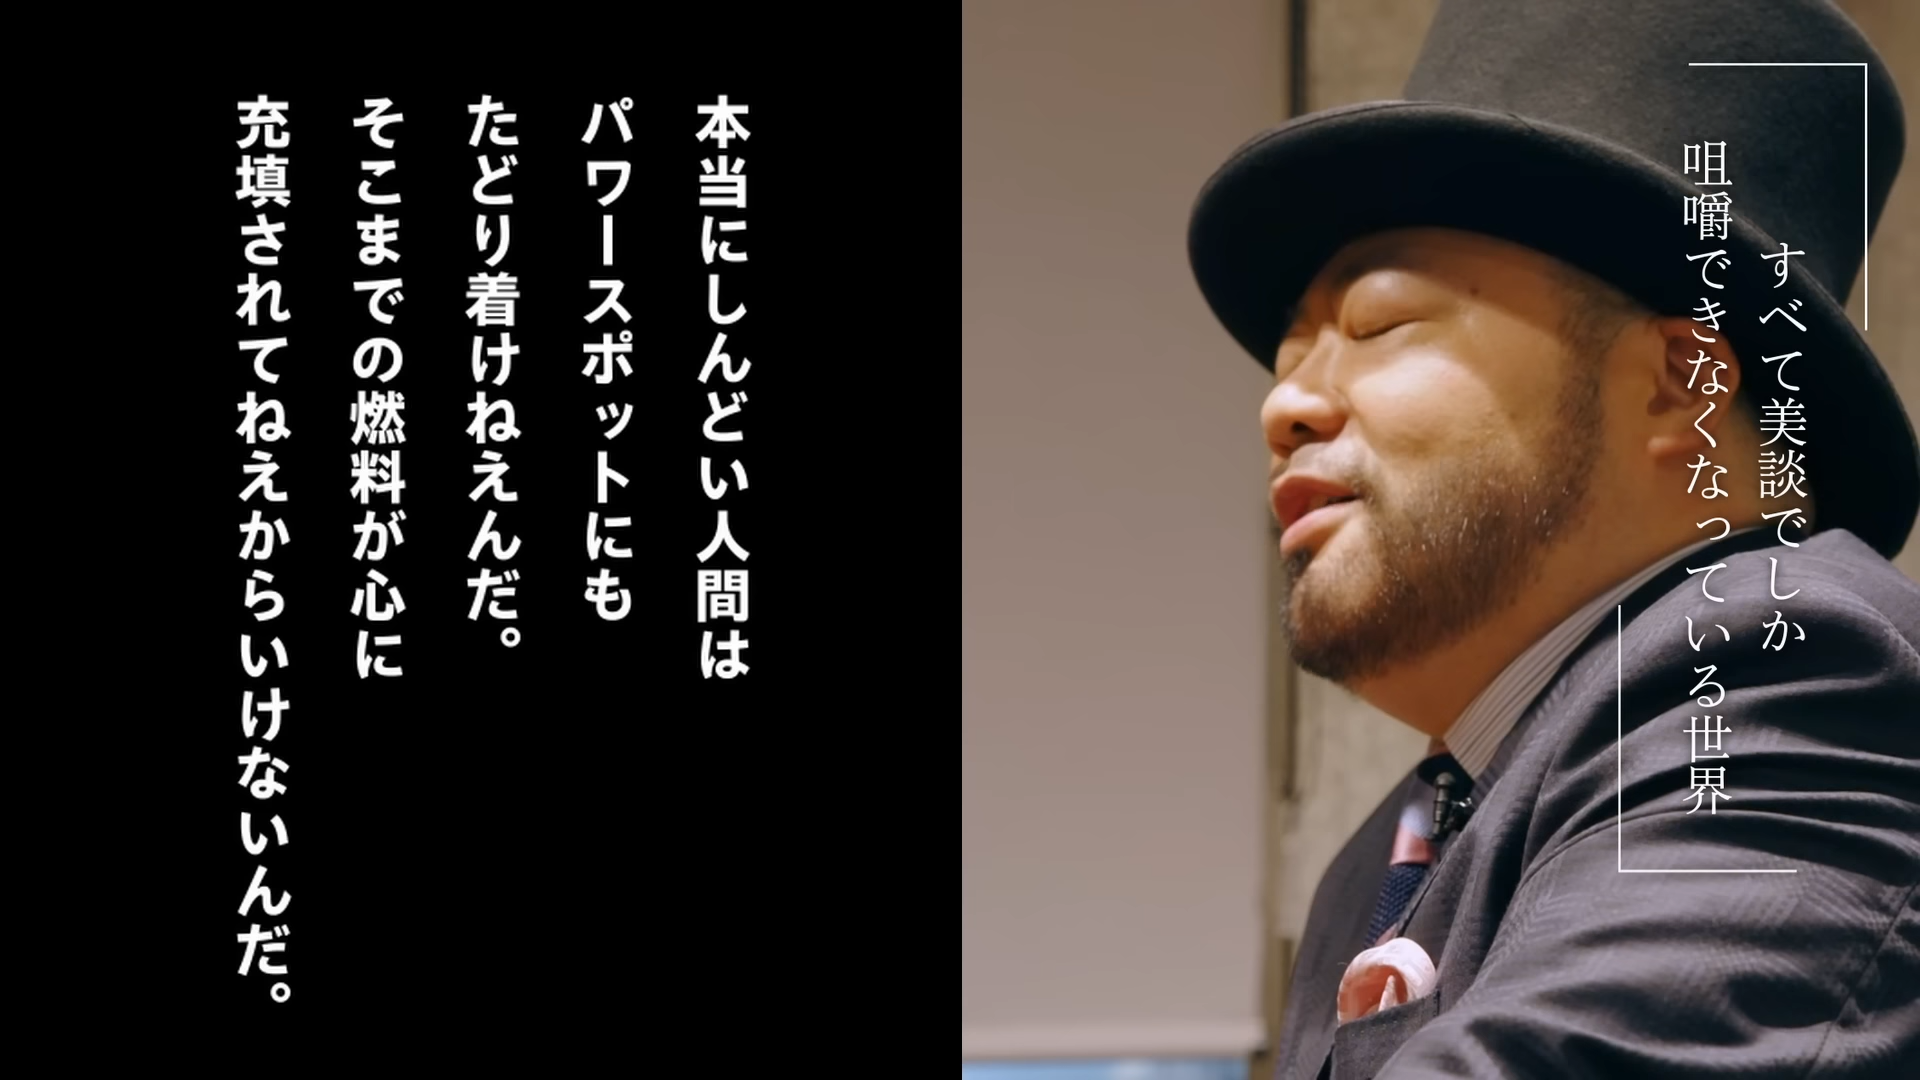 本当にしんどい人間は
パワースポットにも
たどり着けねえんだ。
そこまでの燃料が心に
充填されてねえからいけないんだ。
すべて美談でしか
咀嚼できなくなっている世界